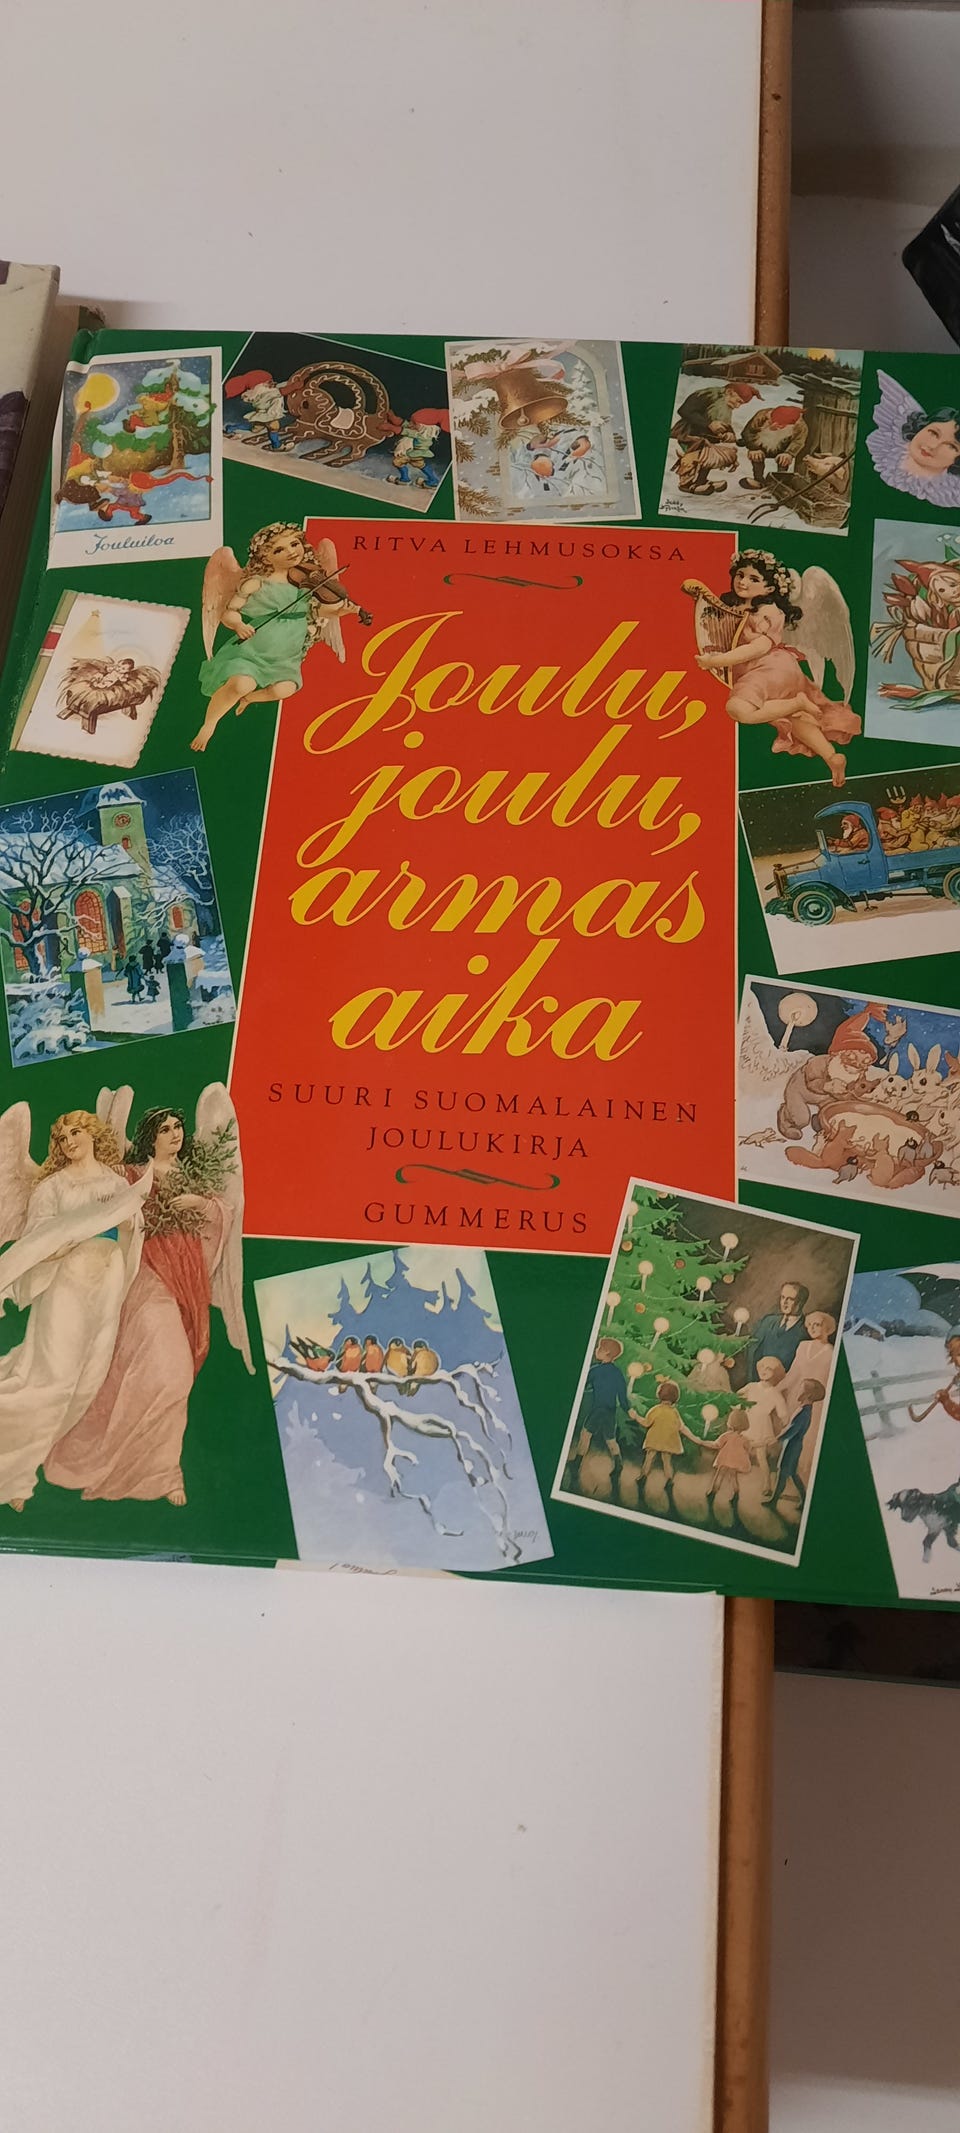 Jouluiloa
RITVA LEHMUSOKSA
Joulu,
joulu,
armas
aika
SUURI SUOMALAINEN
JOULUKIRJA
GUMMERUS